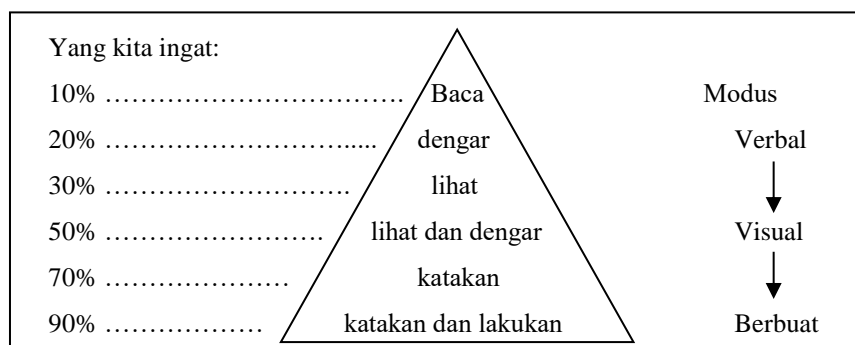 Yang kita ingat:
10% ................................. Baca Modus
20% ............................... dengar Verbal
30% ............................ lihat
50% ......................... lihat dan dengar Visual
70% ..................... katakan
90% .................. katakan dan lakukan Berbuat